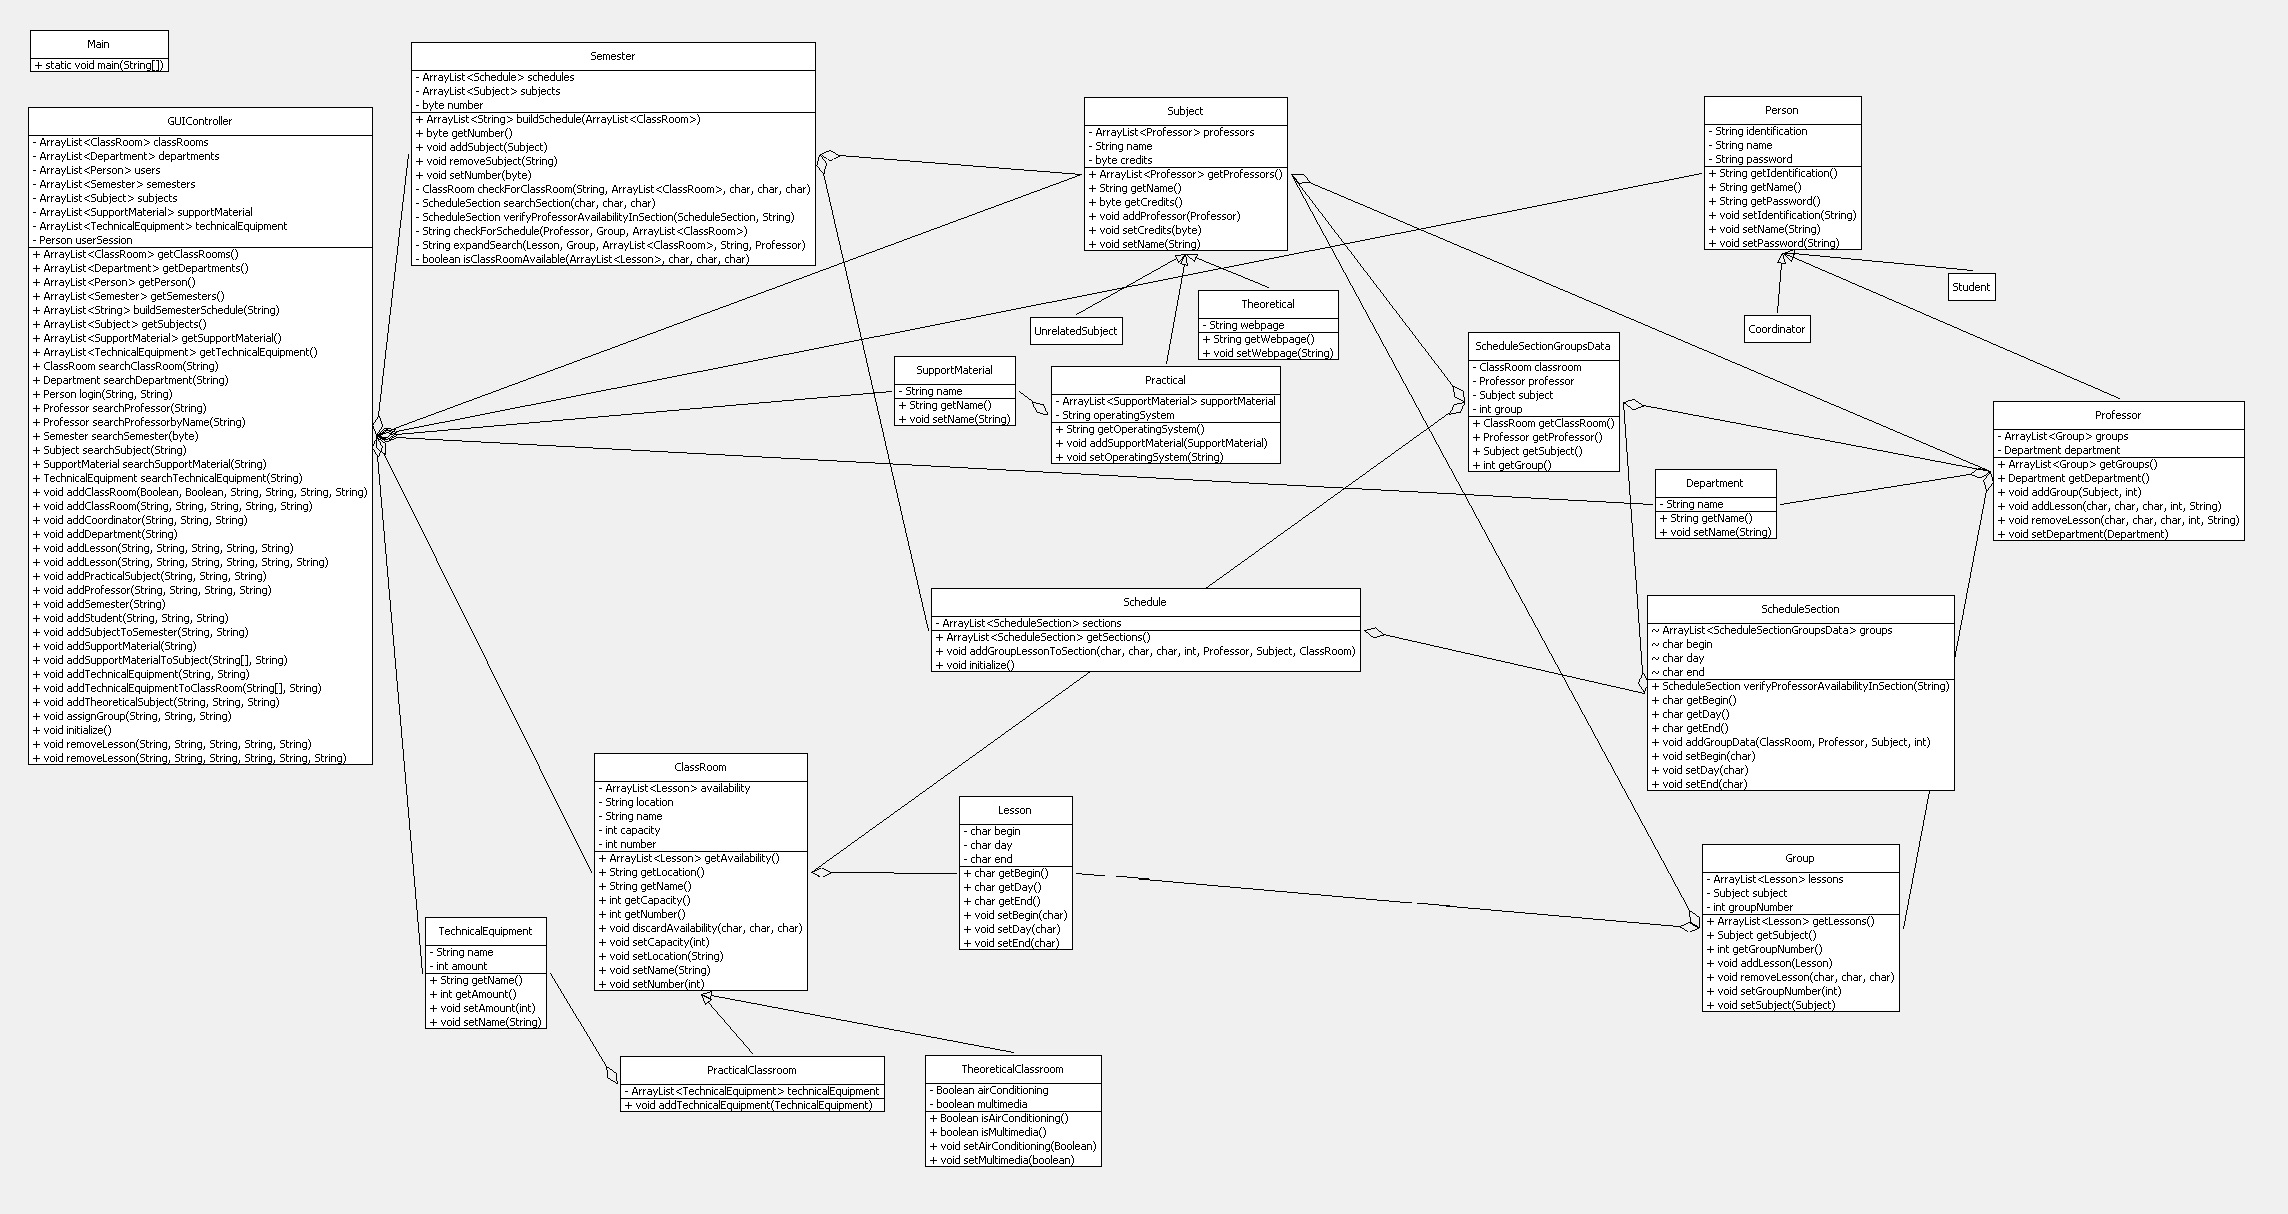 Main
+ static void main(String[])
GUIController
- ArrayList<ClassRoom> classRooms
- ArrayList<Department> departments
- ArrayList<Person> users
- ArrayList<Semester> semesters
- ArrayList<Subject> subjects
- ArrayList<SupportMaterial> supportMaterial
- ArrayList<TechnicalEquipment> technicalEquipment
- Person userSession
+ ArrayList<ClassRoom> getClassRooms()
+ ArrayList<Department> getDepartments()
+ ArrayList<Person> getPerson()
+ ArrayList<Semester> getSemesters()
+ ArrayList<String> buildSemesterSchedule(String)
+ ArrayList<Subject> getSubjects()
+ ArrayList<SupportMaterial> getSupportMaterial()
+ ArrayList<TechnicalEquipment> getTechnicalEquipment()
+ ClassRoom searchClassRoom(String)
+ Department searchDepartment(String)
+ Person login(String, String)
+ Professor searchProfessor(String)
+ Professor searchProfessorbyName(String)
+ Semester searchSemester(byte)
+ Subject searchSubject(String)
+ SupportMaterial searchSupportMaterial(String)
+ TechnicalEquipment searchTechnicalEquipment(String)
+ void addClassRoom(Boolean, Boolean, String, String, String, String)
+ void addClassRoom(String, String, String, String, String)
+ void addCoordinator(String, String, String)
+ void addDepartment(String)
+ void addLesson(String, String, String, String, String)
+ void addLesson(String, String, String, String, String, String)
+ void addPracticalSubject(String, String, String)
+ void addProfessor(String, String, String, String)
+ void addSemester(String)
+ void addStudent(String, String, String)
+ void addSubjectToSemester(String, String)
+ void addSupportMaterial(String)
+ void addSupportMaterialToSubject(String[], String)
+ void addTechnicalEquipment(String, String)
+ void addTechnicalEquipmentToClassRoom(String[], String)
+ void addTheoreticalSubject(String, String, String)
+ void assignGroup(String, String, String)
+ void initialize()
+ void removeLesson(String, String, String, String, String)
+ void removeLesson(String, String, String, String, String, String)
Semester
- ArrayList<Schedule> schedules
- ArrayList<Subject> subjects
- byte number
+ ArrayList<String> buildSchedule(ArrayList<ClassRoom>)
+ byte getNumber()
+ void addSubject(Subject)
+ void removeSubject(String)
+ void setNumber(byte)
- ClassRoom checkForClassRoom(String, ArrayList<ClassRoom>, char, char, char)
- ScheduleSection searchSection(char, char, char)
- ScheduleSection verifyProfessorAvailabilityInSection(ScheduleSection, String)
- String checkForSchedule(Professor, Group, ArrayList<ClassRoom>)
- String expandSearch(Lesson, Group, ArrayList<ClassRoom>, String, Professor)
- boolean isClassRoomAvailable(ArrayList<Lesson>, char, char, char)
Subject
- ArrayList<Professor> professors
- String name
- byte credits
+ ArrayList<Professor> getProfessors()
+ String getName()
+ byte getCredits()
+ void addProfessor(Professor)
+ void setCredits(byte)
+ void setName(String)
Person
- String identification
- String name
- String password
+ String getIdentification()
+ String getName()
+ String getPassword()
+ void setIdentification(String)
+ void setName(String)
+ void setPassword(String)
Student
Coordinator
UnrelatedSubject
Theoretical
- String webpage
+ String getWebpage()
+ void setWebpage(String)
SupportMaterial
- String name
+ String getName()
+ void setName(String)
Practical
- ArrayList<SupportMaterial> supportMaterial
- String operatingSystem
+ String getOperatingSystem()
+ void addSupportMaterial(SupportMaterial)
+ void setOperatingSystem(String)
ScheduleSectionGroupsData
- ClassRoom classroom
- Professor professor
- Subject subject
- int group
+ ClassRoom getClassRoom()
+ Professor getProfessor()
+ Subject getSubject()
+ int getGroup()
Professor
- ArrayList<Group> groups
- Department department
+ ArrayList<Group> getGroups()
+ Department getDepartment()
+ void addGroup(Subject, int)
+ void addLesson(char, char, char, int, String)
+ void removeLesson(char, char, char, int, String)
+ void setDepartment(Department)
Department
- String name
+ String getName()
+ void setName(String)
Schedule
- ArrayList<ScheduleSection> sections
+ ArrayList<ScheduleSection> getSections()
+ void addGroupLessonToSection(char, char, char, int, Professor, Subject, ClassRoom)
+ void initialize()
ScheduleSection
~ ArrayList<ScheduleSectionGroupsData> groups
~ char begin
~ char day
~ char end
+ ScheduleSection verifyProfessorAvailabilityInSection(String)
+ char getBegin()
+ char getDay()
+ char getEnd()
+ void addGroupData(ClassRoom, Professor, Subject, int)
+ void setBegin(char)
+ void setDay(char)
+ void setEnd(char)
ClassRoom
- ArrayList<Lesson> availability
- String location
- String name
- int capacity
- int number
+ ArrayList<Lesson> getAvailability()
+ String getLocation()
+ String getName()
+ int getCapacity()
+ int getNumber()
+ void discardAvailability(char, char, char)
+ void setCapacity(int)
+ void setLocation(String)
+ void setName(String)
+ void setNumber(int)
Lesson
- char begin
- char day
- char end
+ char getBegin()
+ char getDay()
+ char getEnd()
+ void setBegin(char)
+ void setDay(char)
+ void setEnd(char)
Group
- ArrayList<Lesson> lessons
- Subject subject
- int groupNumber
+ ArrayList<Lesson> getLessons()
+ Subject getSubject()
+ int getGroupNumber()
+ void addLesson(Lesson)
+ void removeLesson(char, char, char)
+ void setGroupNumber(int)
+ void setSubject(Subject)
TechnicalEquipment
- String name
- int amount
+ String getName()
+ int getAmount()
+ void setAmount(int)
+ void setName(String)
PracticalClassroom
- ArrayList<TechnicalEquipment> technicalEquipment
+ void addTechnicalEquipment(TechnicalEquipment)
TheoreticalClassroom
- Boolean airConditioning
- boolean multimedia
+ Boolean isAirConditioning()
+ boolean isMultimedia()
+ void setAirConditioning(Boolean)
+ void setMultimedia(boolean)